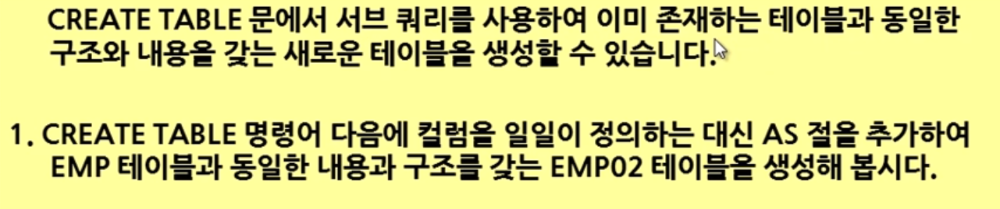 CREATE TABLE 문에서 서브 쿼리를 사용하여 이미 존재하는 테이블과 동일한
구조와 내용을 갖는 새로운 테이블을 생성할 수 있습니다.
1. CREATE TABLE 명령어 다음에 컬럼을 일일이 정의하는 대신 AS 절을 추가하여
EMP 테이블과 동일한 내용과 구조를 갖는 EMP02 테이블을 생성해 봅시다.